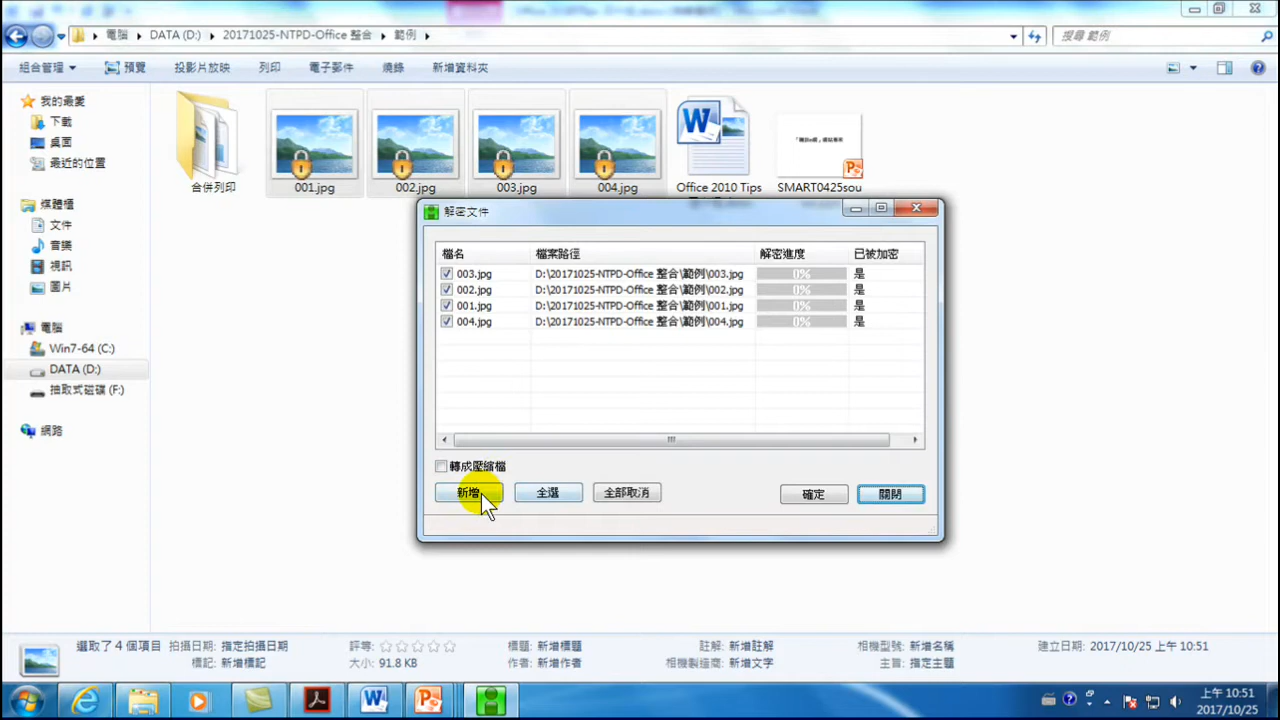 電腦 ▸ DATA (D:) ▸ 20171025-NTPD-Office 整合 ▸ 範例 ▸
搜尋 範例
組合管理 預覽 投影片放映 列印 電子郵件 燒錄 新增資料夾
我的最愛
下載
桌面
最近的位置
媒體櫃
文件
音樂
視訊
圖片
電腦
Win7-64 (C:)
DATA (D:)
抽取式磁碟 (F:)
網路
合併列印
001.jpg
002.jpg
003.jpg
004.jpg
Office 2010 Tips
SMART0425sou
解密文件
檔名 檔案路徑 解密進度 已被加密
003.jpg D:\20171025-NTPD-Office 整合\範例\003.jpg 0% 是
002.jpg D:\20171025-NTPD-Office 整合\範例\002.jpg 0% 是
001.jpg D:\20171025-NTPD-Office 整合\範例\001.jpg 0% 是
004.jpg D:\20171025-NTPD-Office 整合\範例\004.jpg 0% 是
轉成壓縮檔
新增 全選 全部取消 確定 關閉
選取了 4 個項目 拍攝日期: 指定拍攝日期 評等: 標題: 新增標題 註解: 新增註解 相機型號: 新增名稱 建立日期: 2017/10/25 上午 10:51
標記: 新增標記 大小: 91.8 KB 作者: 新增作者 相機製造商: 新增文字 主旨: 指定主題
上午 10:51
2017/10/25